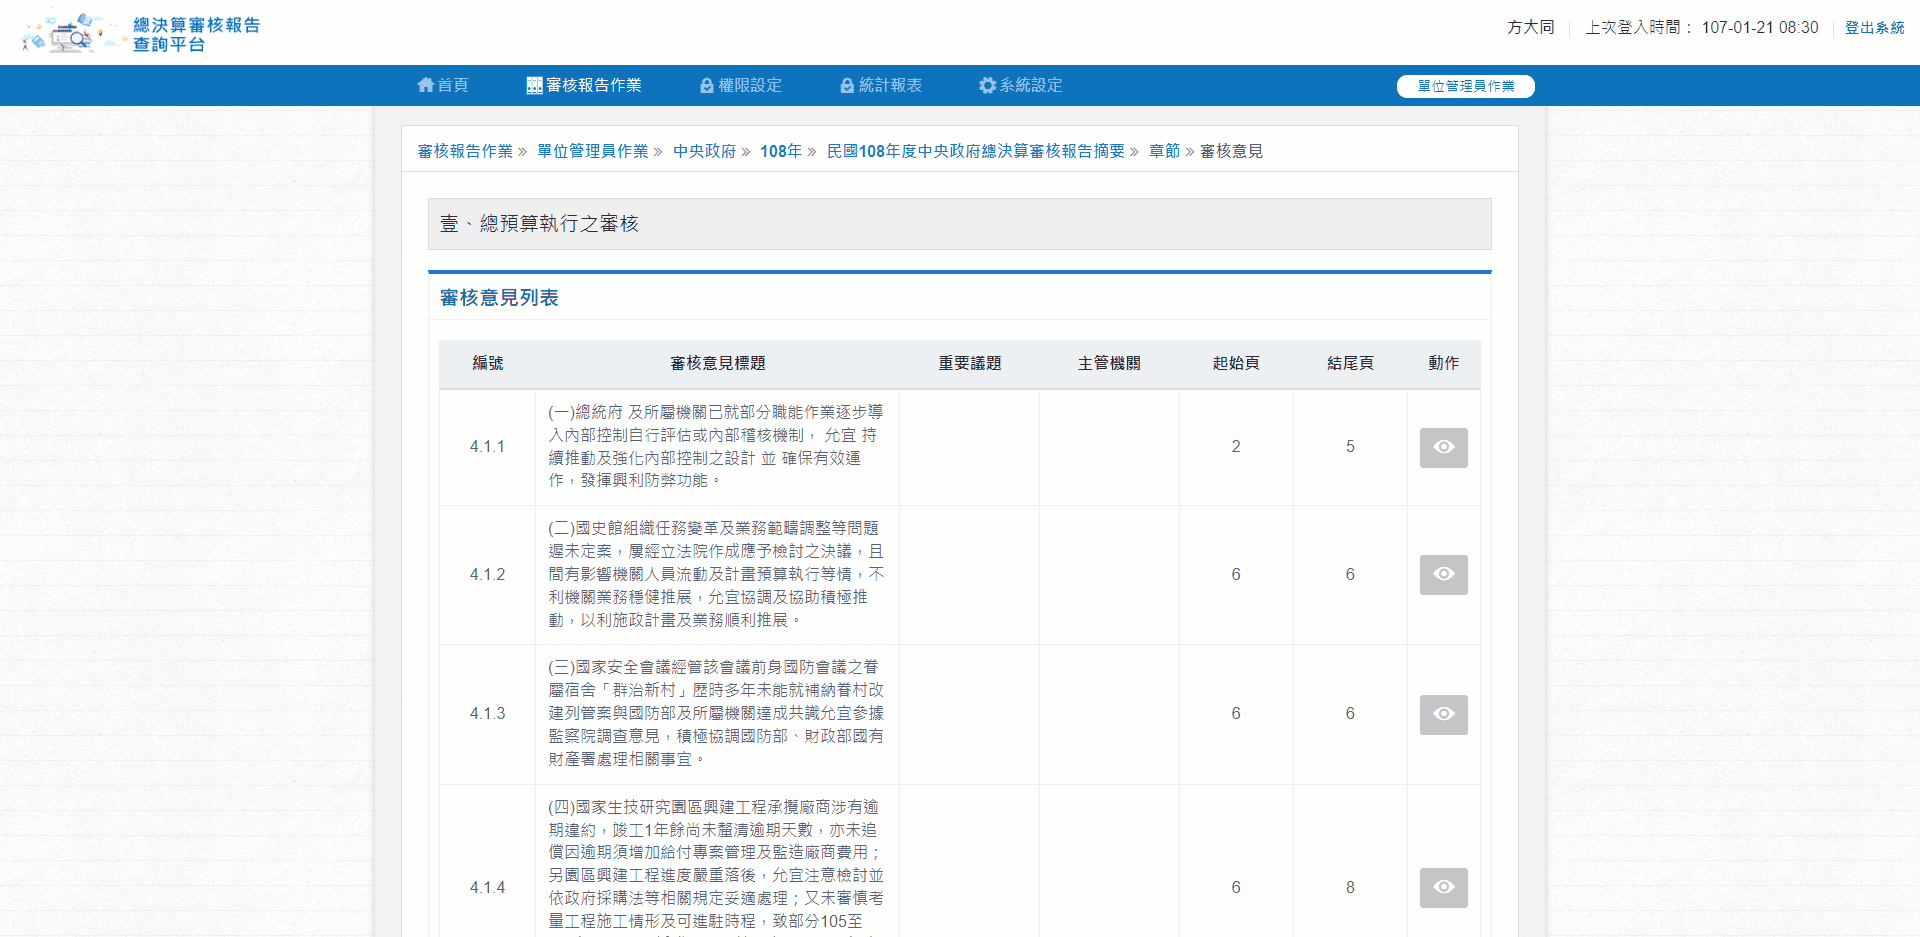 總決算審核報告
查詢平台
方大同 上次登入時間： 107-01-21 08:30 登出系統
首頁 審核報告作業 權限設定 統計報表 系統設定 單位管理員作業
審核報告作業 » 單位管理員作業 » 中央政府 » 108年 » 民國108年度中央政府總決算審核報告摘要 » 章節 » 審核意見
壹、總預算執行之審核
審核意見列表
編號 審核意見標題 重要議題 主管機關 起始頁 結尾頁 動作
4.1.1
(一)總統府 及所屬機關已就部分職能作業逐步導
入內部控制自行評估或內部稽核機制， 允宜 持
續推動及強化內部控制之設計 並 確保有效運
作，發揮興利防弊功能。
2 5
4.1.2
(二)國史館組織任務變革及業務範疇調整等問題
遲未定案，屢經立法院作成應予檢討之決議，且
間有影響機關人員流動及計畫預算執行等情，不
利機關業務穩健推展，允宜協調及協助積極推
動，以利施政計畫及業務順利推展。
6 6
4.1.3
(三)國家安全會議經管該會議前身國防會議之眷
屬宿舍「群治新村」歷時多年未能就補納眷村改
建列管案與國防部及所屬機關達成共識允宜參據
監察院調查意見，積極協調國防部、財政部國有
財產署處理相關事宜。
6 6
4.1.4
(四)國家生技研究園區興建工程承攬廠商涉有逾
期違約，竣工1年餘尚未釐清逾期天數，亦未追
償因逾期須增加給付專案管理及監造廠商費用；
另園區興建工程進度嚴重落後，允宜注意檢討並
依政府採購法等相關規定妥適處理；又未審慎考
量工程施工情形及可進駐時程，致部分105至
6 8